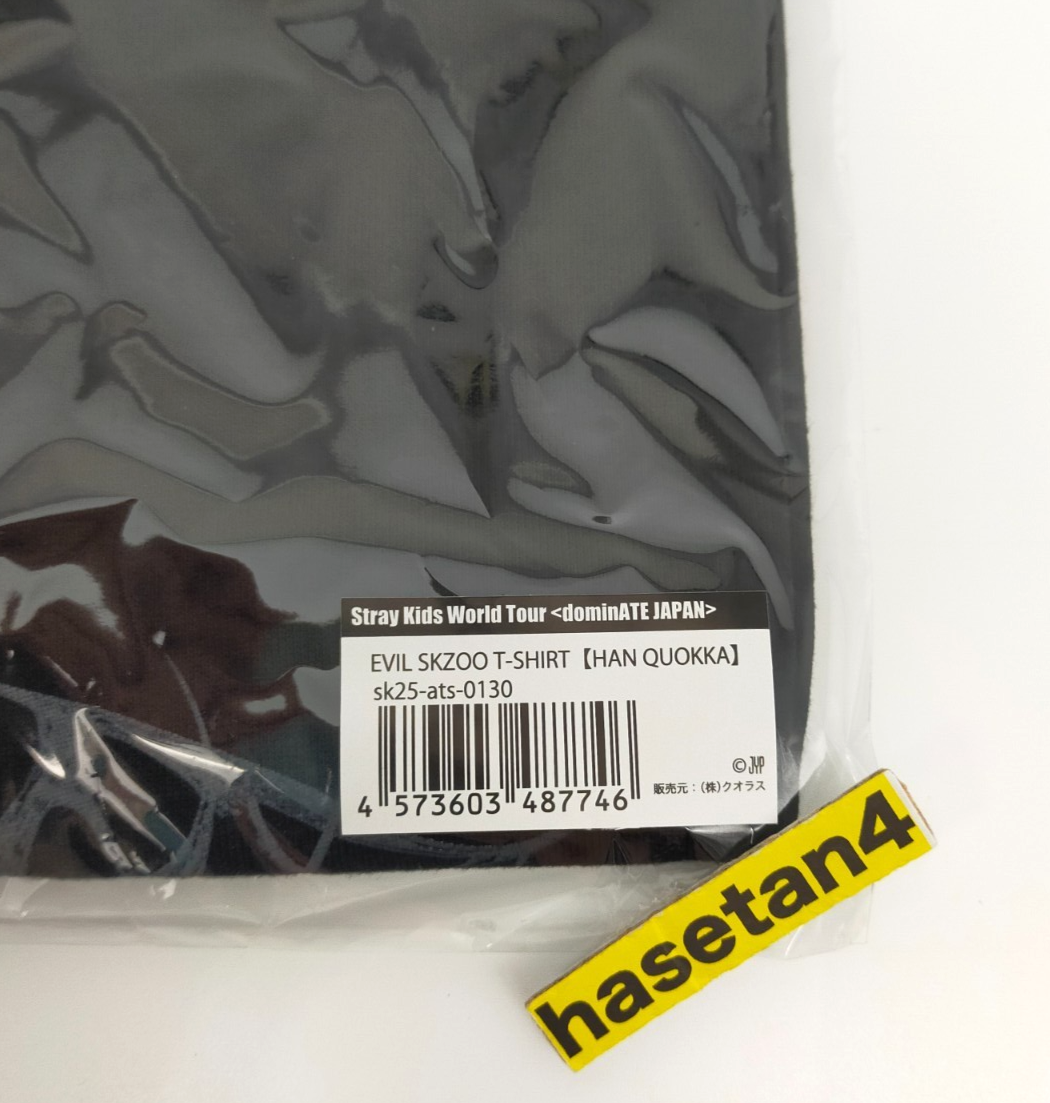 Stray Kids World Tour <dominATE JAPAN>
EVIL SKZOO T-SHIRT【HAN QUOKKA】
sk25-ats-0130
4 573603 487746
©JYP
販売元：(株)クオラス
hasetan4